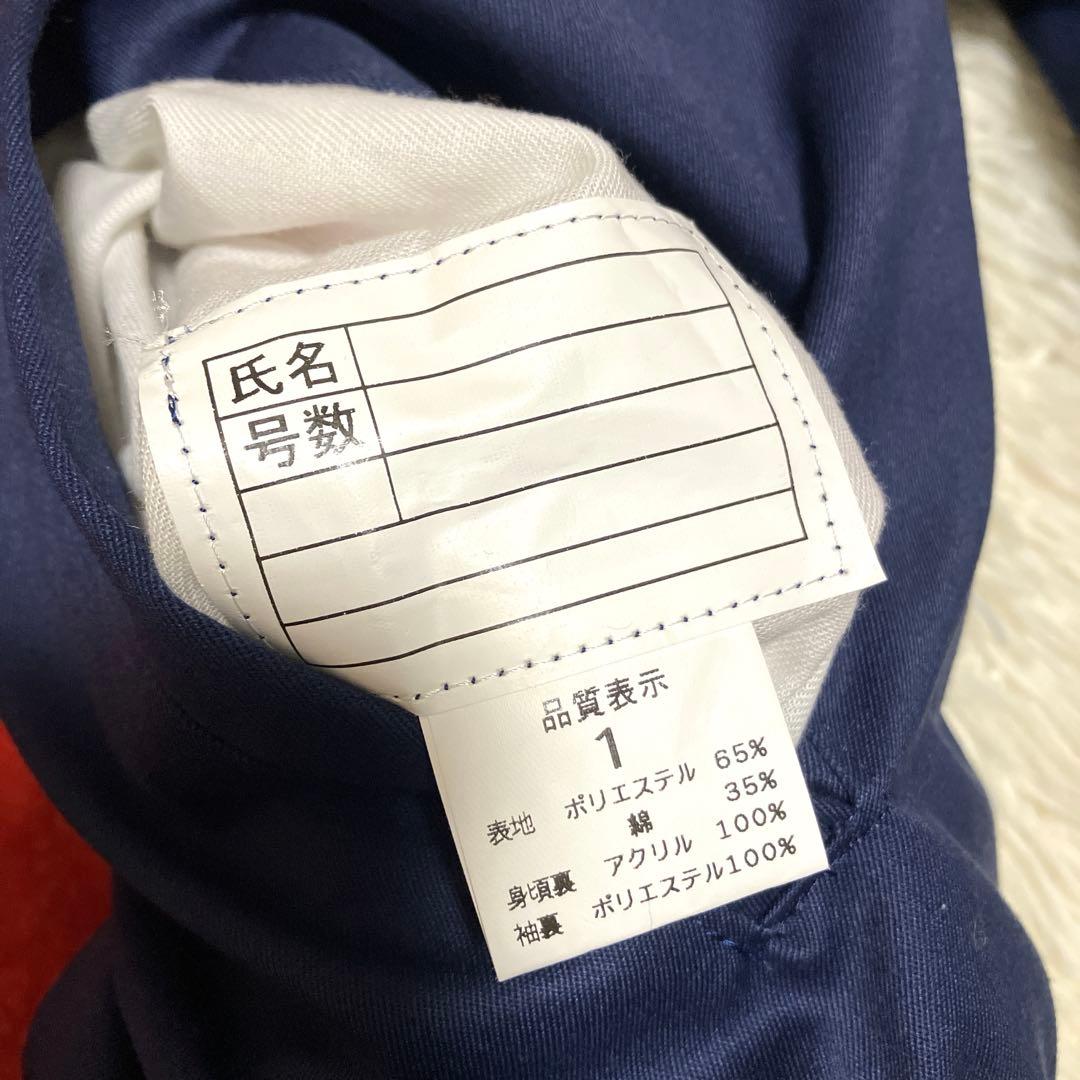 氏名
号数
品質表示
1
表地 ポリエステル 65%
綿 35%
身頃裏 アクリル 100%
袖裏 ポリエステル100%